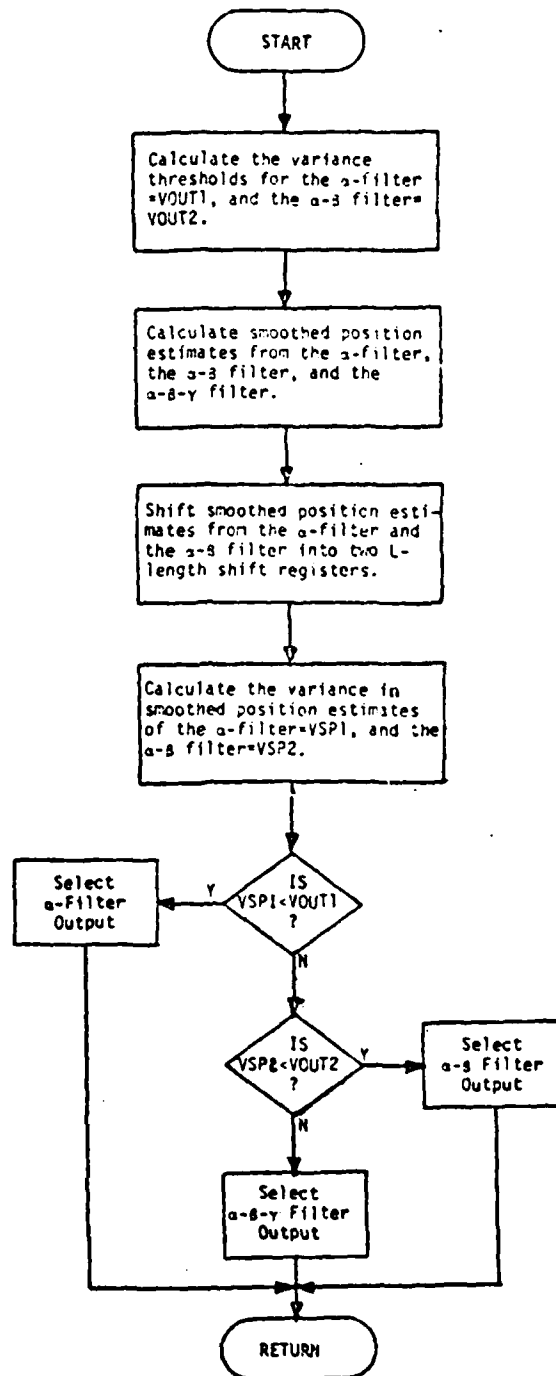 START
Calculate the variance
thresholds for the α-filter
=VOUT1, and the α-β filter=
VOUT2.
Calculate smoothed position
estimates from the α-filter,
the α-β filter, and the
α-β-γ filter.
Shift smoothed position esti-
mates from the α-filter and
the α-β filter into two L-
length shift registers.
Calculate the variance in
smoothed position estimates
of the α-filter=VSP1, and the
α-β filter=VSP2.
IS
VSP1<VOUT1
?
Y
Select
α-Filter
Output
N
IS
VSP2<VOUT2
?
Y
Select
α-β Filter
Output
N
Select
α-β-γ Filter
Output
RETURN